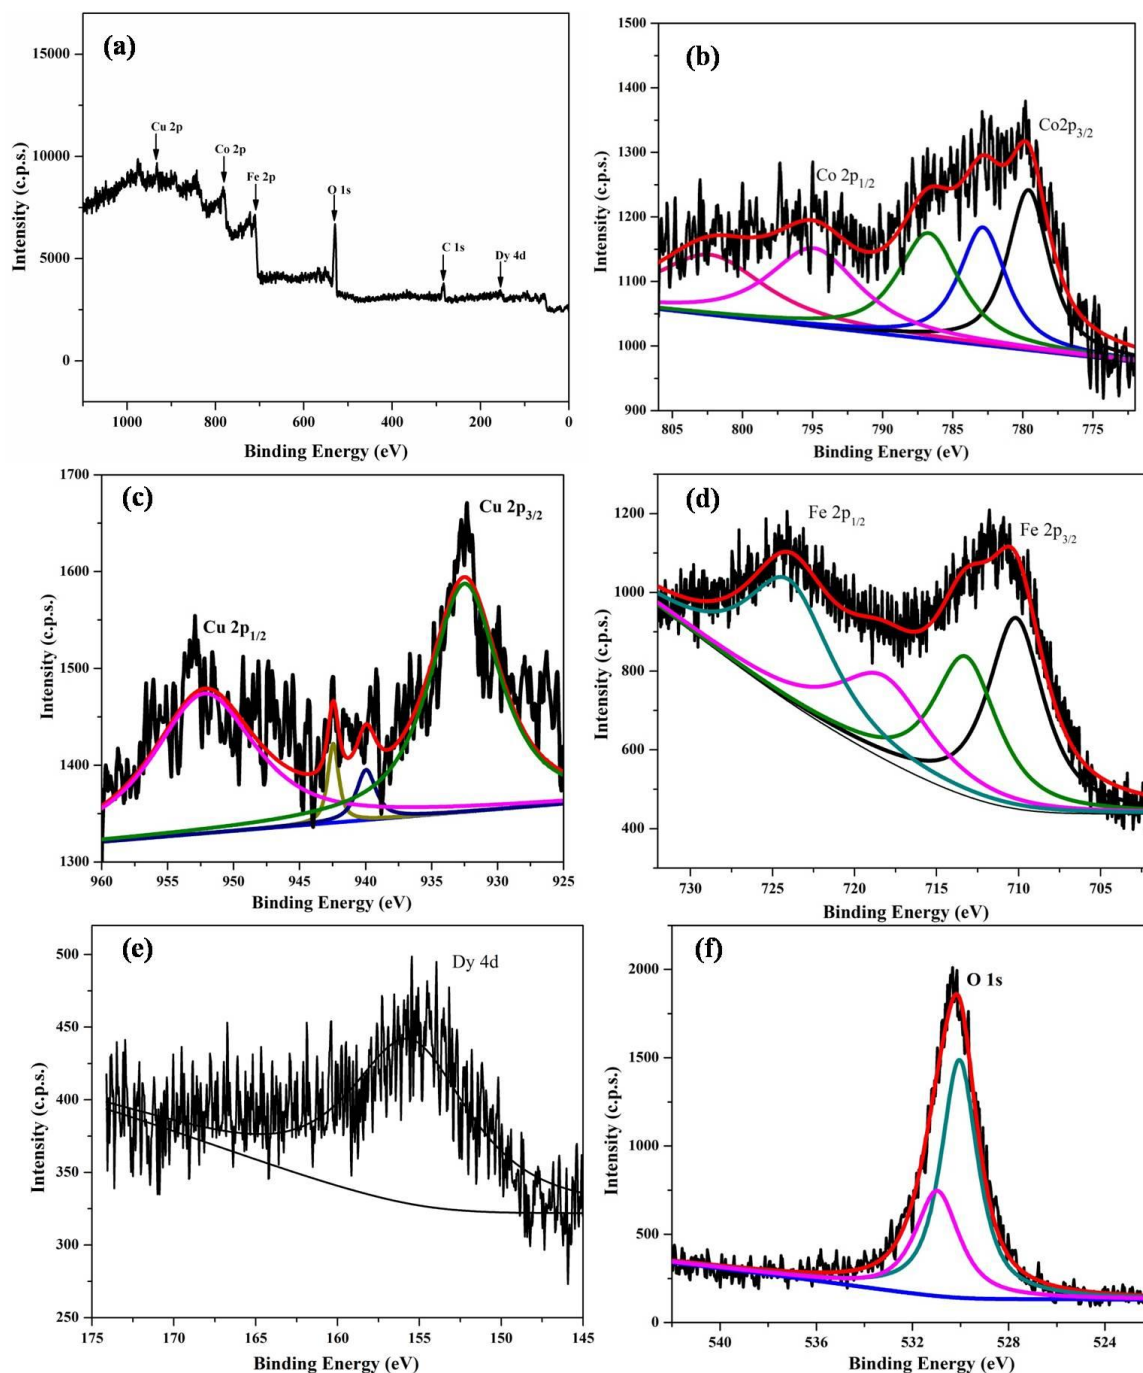 (a)
15000
10000
5000
0
Intensity (c.p.s.)
Cu 2p
Co 2p
Fe 2p
O 1s
C 1s
Dy 4d
1000 800 600 400 200 0
Binding Energy (eV)
(b)
1500
1400
1300
1200
1100
1000
900
Intensity (c.p.s.)
Co 2p1/2
Co2p3/2
805 800 795 790 785 780 775
Binding Energy (eV)
(c)
1700
1600
1500
1400
1300
Intensity (c.p.s.)
Cu 2p1/2
Cu 2p3/2
960 955 950 945 940 935 930 925
Binding Energy (eV)
(d)
1200
1000
800
600
400
Intensity (c.p.s.)
Fe 2p1/2
Fe 2p3/2
730 725 720 715 710 705
Binding Energy (eV)
(e)
500
450
400
350
300
250
Intensity (c.p.s.)
Dy 4d
175 170 165 160 155 150 145
Binding Energy (eV)
(f)
2000
1500
1000
500
0
Intensity (c.p.s.)
O 1s
540 536 532 528 524
Binding Energy (eV)